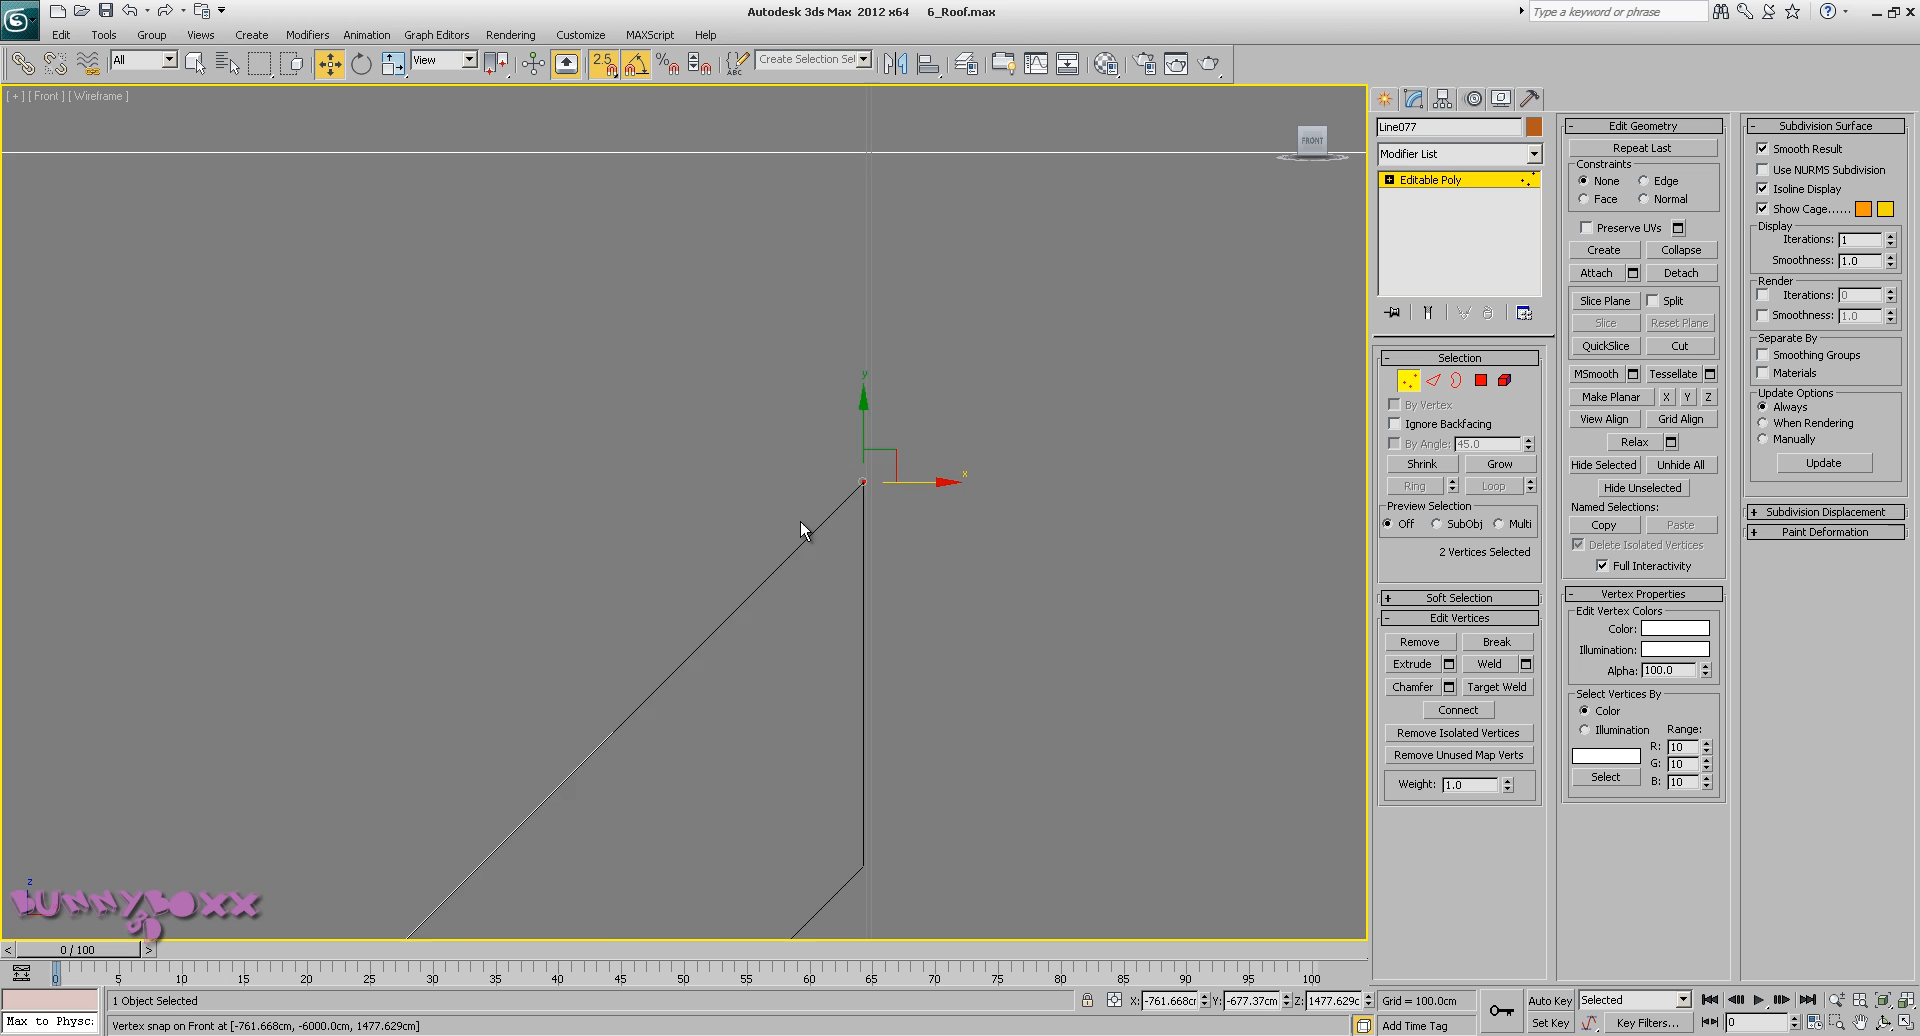 Autodesk 3ds Max 2012 x64 6_Roof.max
Type a keyword or phrase
Edit Tools Group Views Create Modifiers Animation Graph Editors Rendering Customize MAXScript Help
All View 2.5 ABC Create Selection Sel
[ + ] [ Front ] [ Wireframe ]
FRONT
y
x
z
BUNNYBOXX
3D
Line077
Modifier List
Editable Poly
Selection
By Vertex
Ignore Backfacing
By Angle: 45.0
Shrink Grow
Ring Loop
Preview Selection
Off SubObj Multi
2 Vertices Selected
+ Soft Selection
- Edit Vertices
Remove Break
Extrude Weld
Chamfer Target Weld
Connect
Remove Isolated Vertices
Remove Unused Map Verts
Weight: 1.0
- Edit Geometry
Repeat Last
Constraints
None Edge
Face Normal
Preserve UVs
Create Collapse
Attach Detach
Slice Plane Split
Slice Reset Plane
QuickSlice Cut
MSmooth Tessellate
Make Planar X Y Z
View Align Grid Align
Relax
Hide Selected Unhide All
Hide Unselected
Named Selections:
Copy Paste
Delete Isolated Vertices
Full Interactivity
- Vertex Properties
Edit Vertex Colors
Color:
Illumination:
Alpha: 100.0
Select Vertices By
Color
Illumination Range:
R: 10
G: 10
Select B: 10
- Subdivision Surface
Smooth Result
Use NURMS Subdivision
Isoline Display
Show Cage......
Display
Iterations: 1
Smoothness: 1.0
Render
Iterations: 0
Smoothness: 1.0
Separate By
Smoothing Groups
Materials
Update Options
Always
When Rendering
Manually
Update
+ Subdivision Displacement
+ Paint Deformation
< 0 / 100 >
0 5 10 15 20 25 30 35 40 45 50 55 60 65 70 75 80 85 90 95 100
1 Object Selected X: -761.668cr Y: -677.37cm Z: 1477.629c Grid = 100.0cm Auto Key Selected
Max to Physc: Vertex snap on Front at [-761.668cm, -6000.0cm, 1477.629cm] Add Time Tag Set Key Key Filters... 0